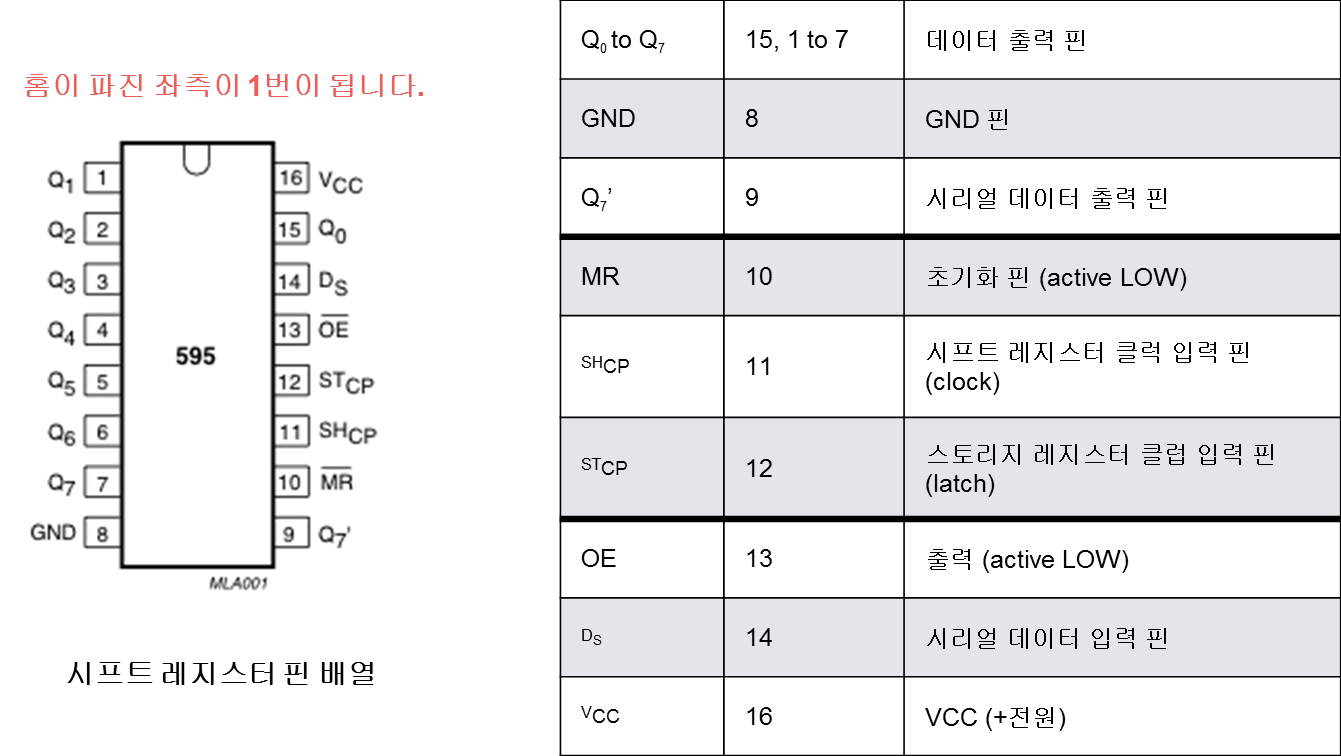 홈이 파진 좌측이 1번이 됩니다.
Q1 1 16 VCC
Q2 2 15 Q0
Q3 3 14 DS
Q4 4 13 OE
595
Q5 5 12 STCP
Q6 6 11 SHCP
Q7 7 10 MR
GND 8 9 Q7'
MLA001
시프트 레지스터 핀 배열
Q0 to Q7 15, 1 to 7 데이터 출력 핀
GND 8 GND 핀
Q7’ 9 시리얼 데이터 출력 핀
MR 10 초기화 핀 (active LOW)
SHCP 11 시프트 레지스터 클럭 입력 핀
(clock)
STCP 12 스토리지 레지스터 클럽 입력 핀
(latch)
OE 13 출력 (active LOW)
DS 14 시리얼 데이터 입력 핀
VCC 16 VCC (+전원)